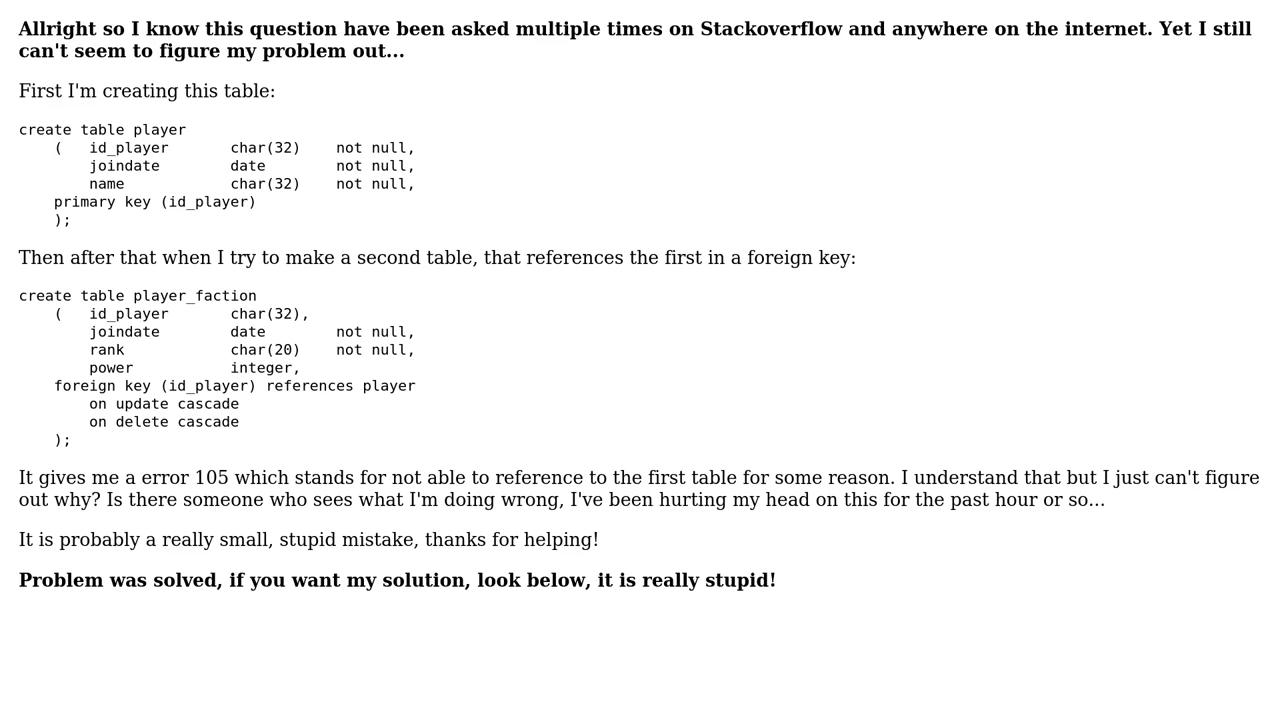 Allright so I know this question have been asked multiple times on Stackoverflow and anywhere on the internet. Yet I still
can't seem to figure my problem out...
First I'm creating this table:
create table player
    (   id_player       char(32)    not null,
        joindate        date        not null,
        name            char(32)    not null,
    primary key (id_player)
    );
Then after that when I try to make a second table, that references the first in a foreign key:
create table player_faction
    (   id_player       char(32),
        joindate        date        not null,
        rank            char(20)    not null,
        power           integer,
    foreign key (id_player) references player
        on update cascade
        on delete cascade
    );
It gives me a error 105 which stands for not able to reference to the first table for some reason. I understand that but I just can't figure
out why? Is there someone who sees what I'm doing wrong, I've been hurting my head on this for the past hour or so...
It is probably a really small, stupid mistake, thanks for helping!
Problem was solved, if you want my solution, look below, it is really stupid!